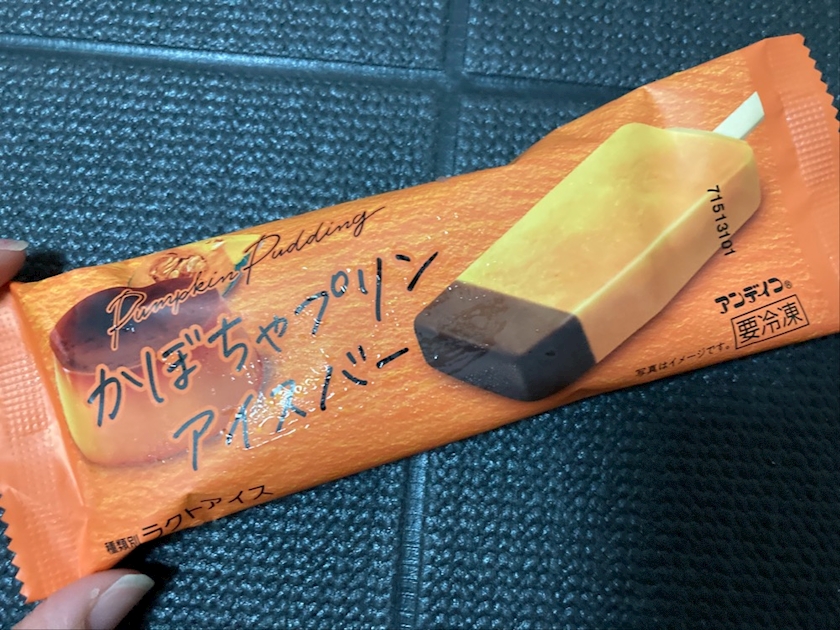 Pumpkin Pudding
かぼちゃプリン
アイスバー
種類別 ラクトアイス
71513101
アンデイコ®
要冷凍
写真はイメージです。